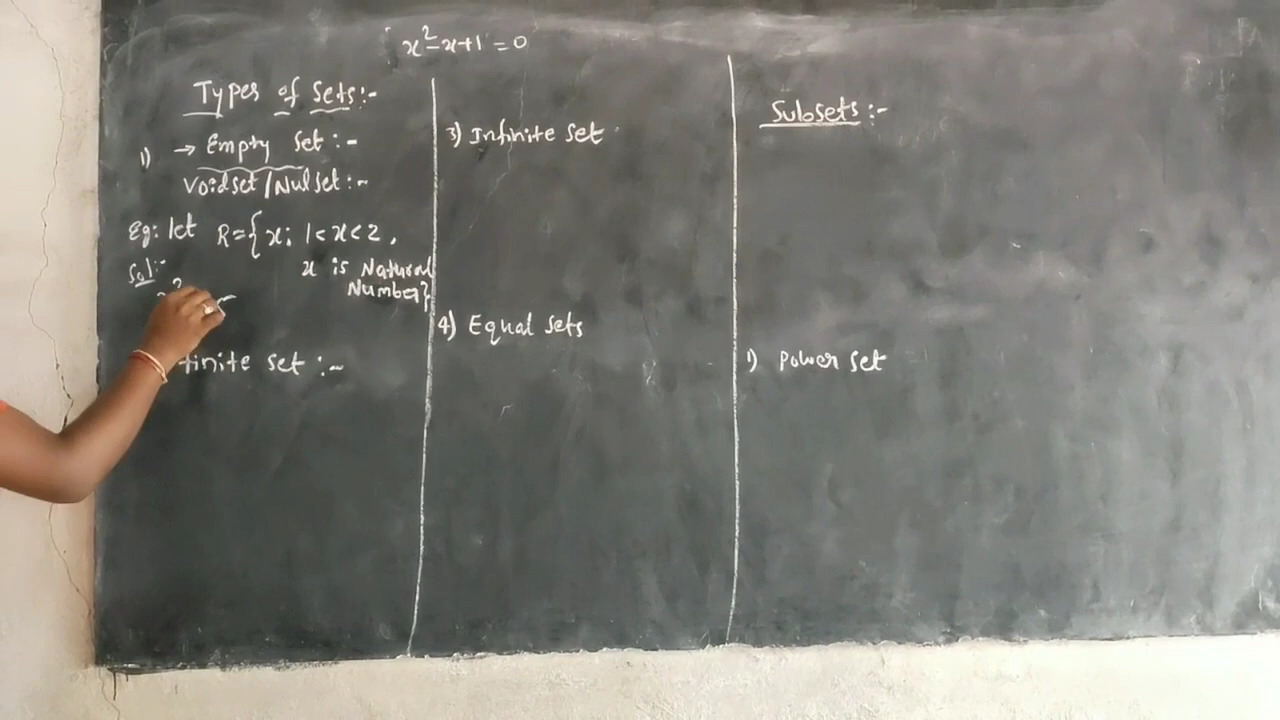 x²-x+1 = 0
Types of Sets:-
1) → Empty Set :-
Void set / Nul set :-
Eg: let R = { x; 1 < x < 2 ,
x is Natural
Number}
Sol:-
finite set :-
3) Infinite set
4) Equal sets
Subsets :-
1) Power set